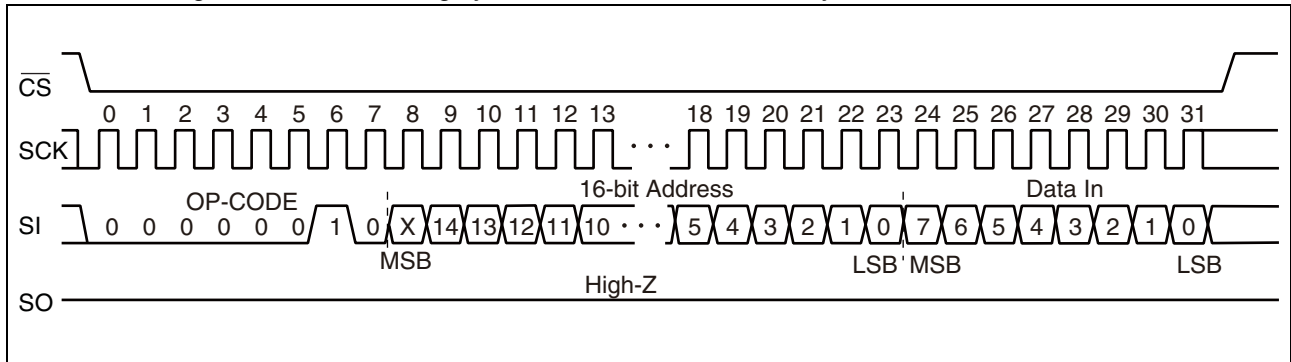 CS
0 1 2 3 4 5 6 7 8 9 10 11 12 13 18 19 20 21 22 23 24 25 26 27 28 29 30 31
SCK ···
OP-CODE 16-bit Address Data In
SI 0 0 0 0 0 0 1 0 X 14 13 12 11 10 ··· 5 4 3 2 1 0 7 6 5 4 3 2 1 0
MSB LSB MSB LSB
High-Z
SO